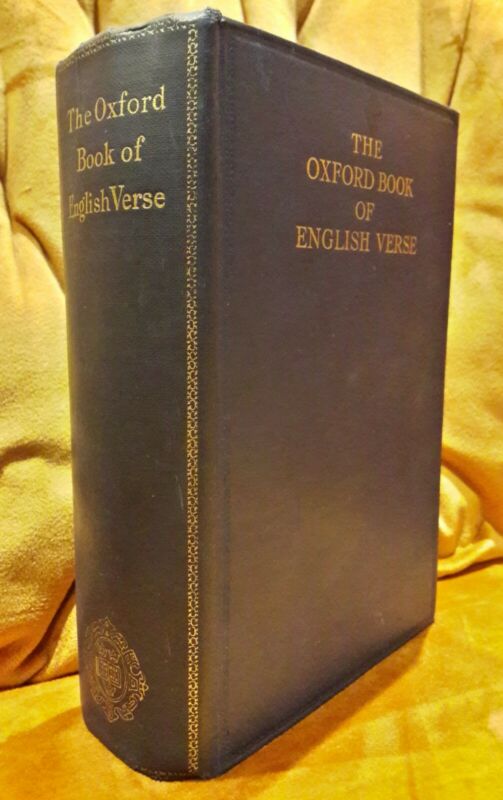 The Oxford
Book of
English Verse
THE
OXFORD BOOK
OF
ENGLISH VERSE